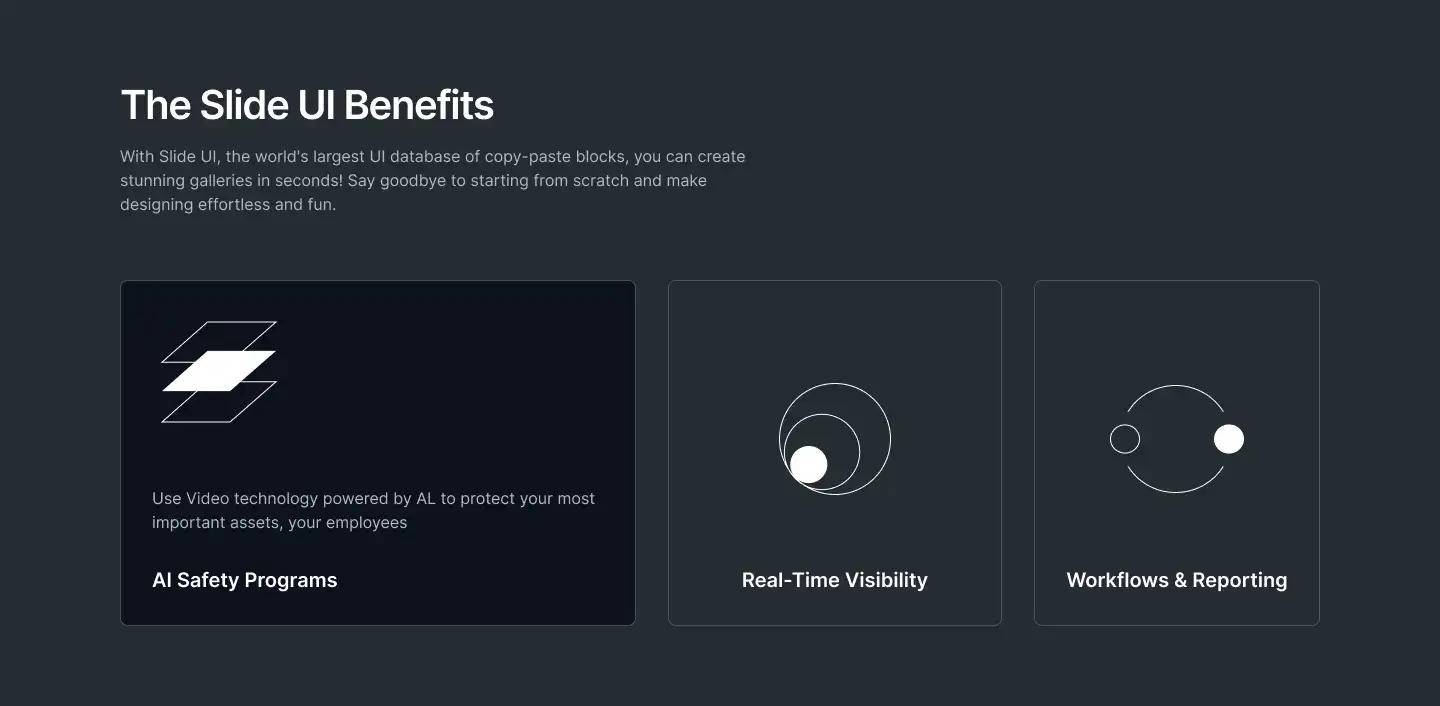 The Slide UI Benefits
With Slide UI, the world's largest UI database of copy-paste blocks, you can create
stunning galleries in seconds! Say goodbye to starting from scratch and make
designing effortless and fun.
Use Video technology powered by AL to protect your most
important assets, your employees
AI Safety Programs
Real-Time Visibility
Workflows & Reporting